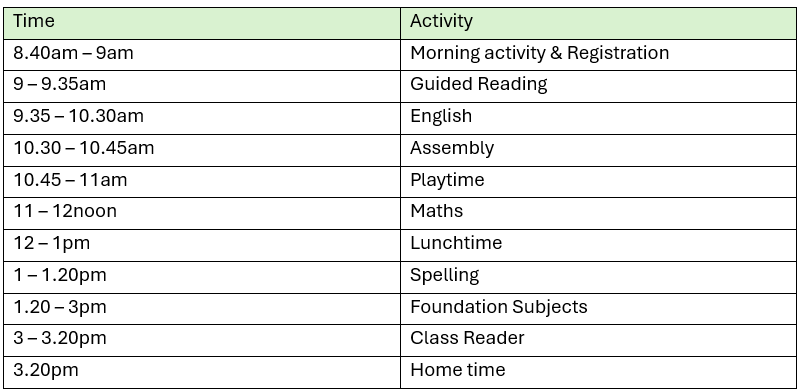 Time Activity
8.40am – 9am Morning activity & Registration
9 – 9.35am Guided Reading
9.35 – 10.30am English
10.30 – 10.45am Assembly
10.45 – 11am Playtime
11 – 12noon Maths
12 – 1pm Lunchtime
1 – 1.20pm Spelling
1.20 – 3pm Foundation Subjects
3 – 3.20pm Class Reader
3.20pm Home time